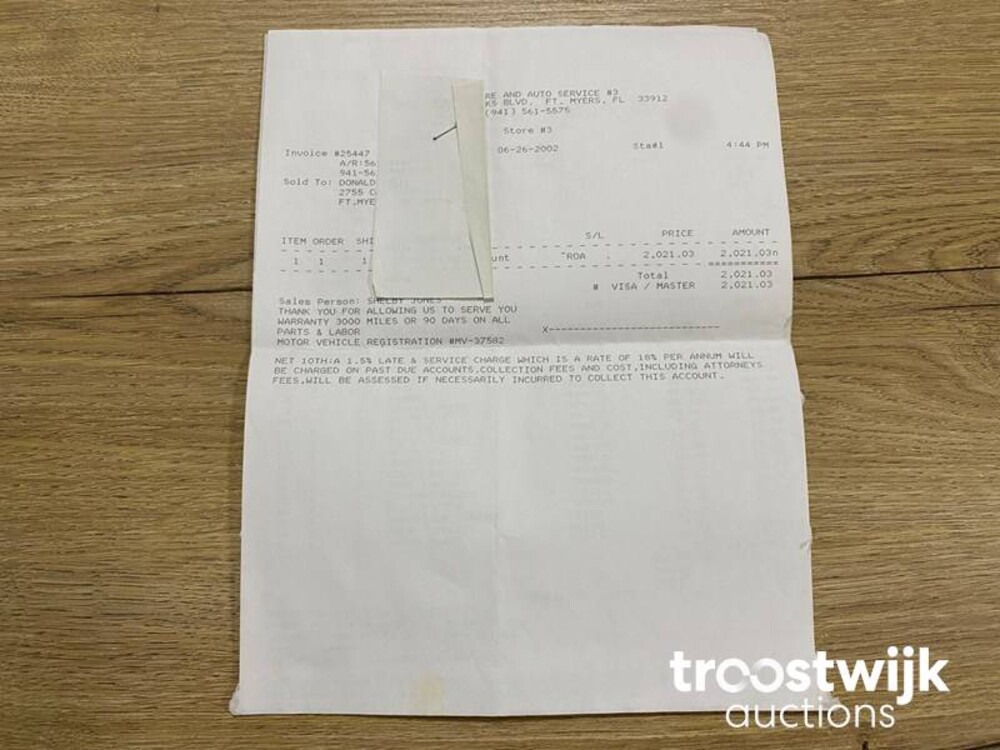 RE AND AUTO SERVICE #3
KS BLVD. FT. MYERS, FL 33912
(941) 561-5575
Store #3
Invoice #25447 06-26-2002 Sta#1 4:44 PM
A/R:56
941-56
Sold To: DONALD
2755 C
FT.MYE
ITEM ORDER SHI S/L PRICE AMOUNT
1 1 1 unt ^ROA . 2,021.03 2,021.03n
Total 2,021.03
# VISA / MASTER 2,021.03
Sales Person: SHELBY JONES
THANK YOU FOR ALLOWING US TO SERVE YOU
WARRANTY 3000 MILES OR 90 DAYS ON ALL
PARTS & LABOR
X---------------------------
MOTOR VEHICLE REGISTRATION #MV-37582
NET 10TH:A 1.5% LATE & SERVICE CHARGE WHICH IS A RATE OF 18% PER ANNUM WILL
BE CHARGED ON PAST DUE ACCOUNTS.COLLECTION FEES AND COST,INCLUDING ATTORNEYS
FEES,WILL BE ASSESSED IF NECESSARILY INCURRED TO COLLECT THIS ACCOUNT.
troostwijk
auctions